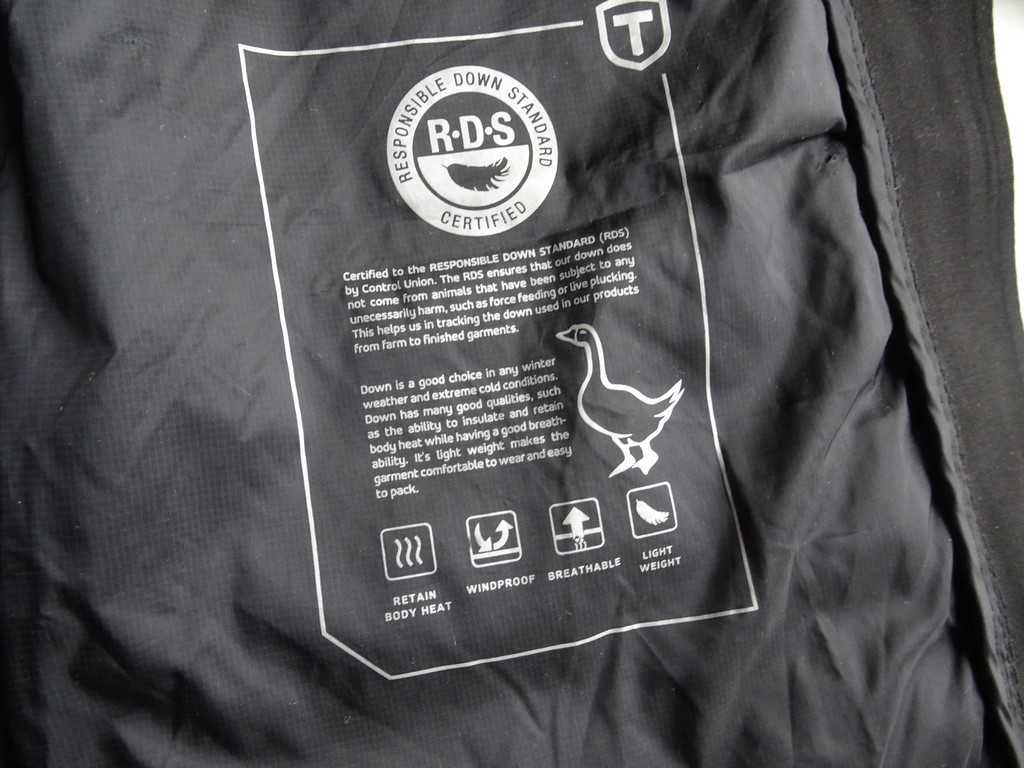 T
RESPONSIBLE DOWN STANDARD
R·D·S
CERTIFIED
Certified to the RESPONSIBLE DOWN STANDARD (RDS)
by Control Union. The RDS ensures that our down does
not come from animals that have been subject to any
unecessarily harm, such as force feeding or live plucking.
This helps us in tracking the down used in our products
from farm to finished garments.
Down is a good choice in any winter
weather and extreme cold conditions.
Down has many good qualities, such
as the ability to insulate and retain
body heat while having a good breath-
ability. It's light weight makes the
garment comfortable to wear and easy
to pack.
RETAIN
BODY HEAT
WINDPROOF
BREATHABLE
LIGHT
WEIGHT